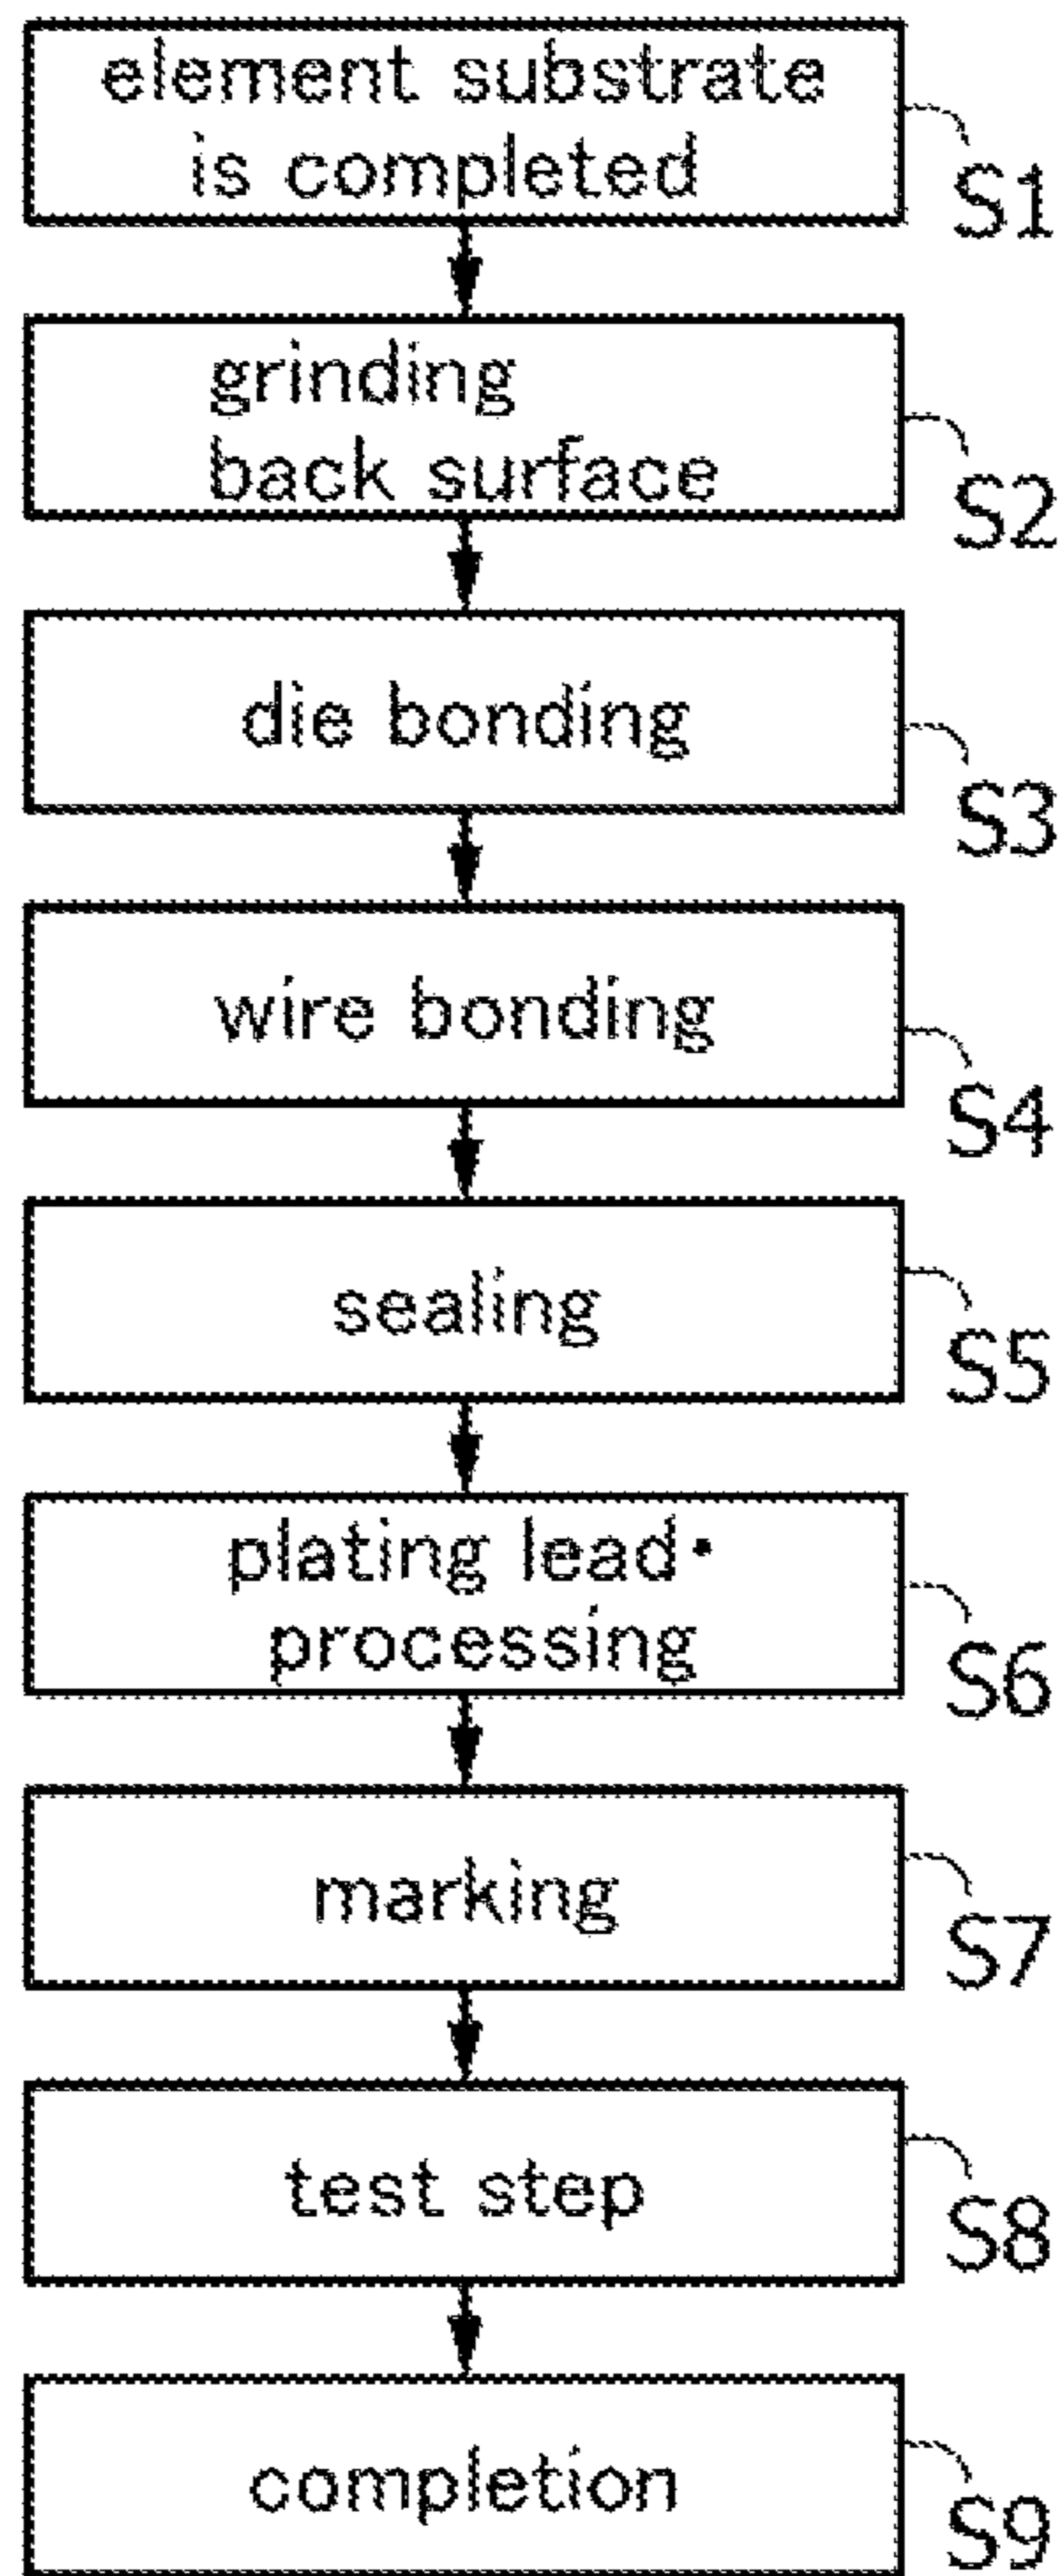 element substrate
is completed
S1
grinding
back surface
S2
die bonding
S3
wire bonding
S4
sealing
S5
plating lead・
processing
S6
marking
S7
test step
S8
completion
S9